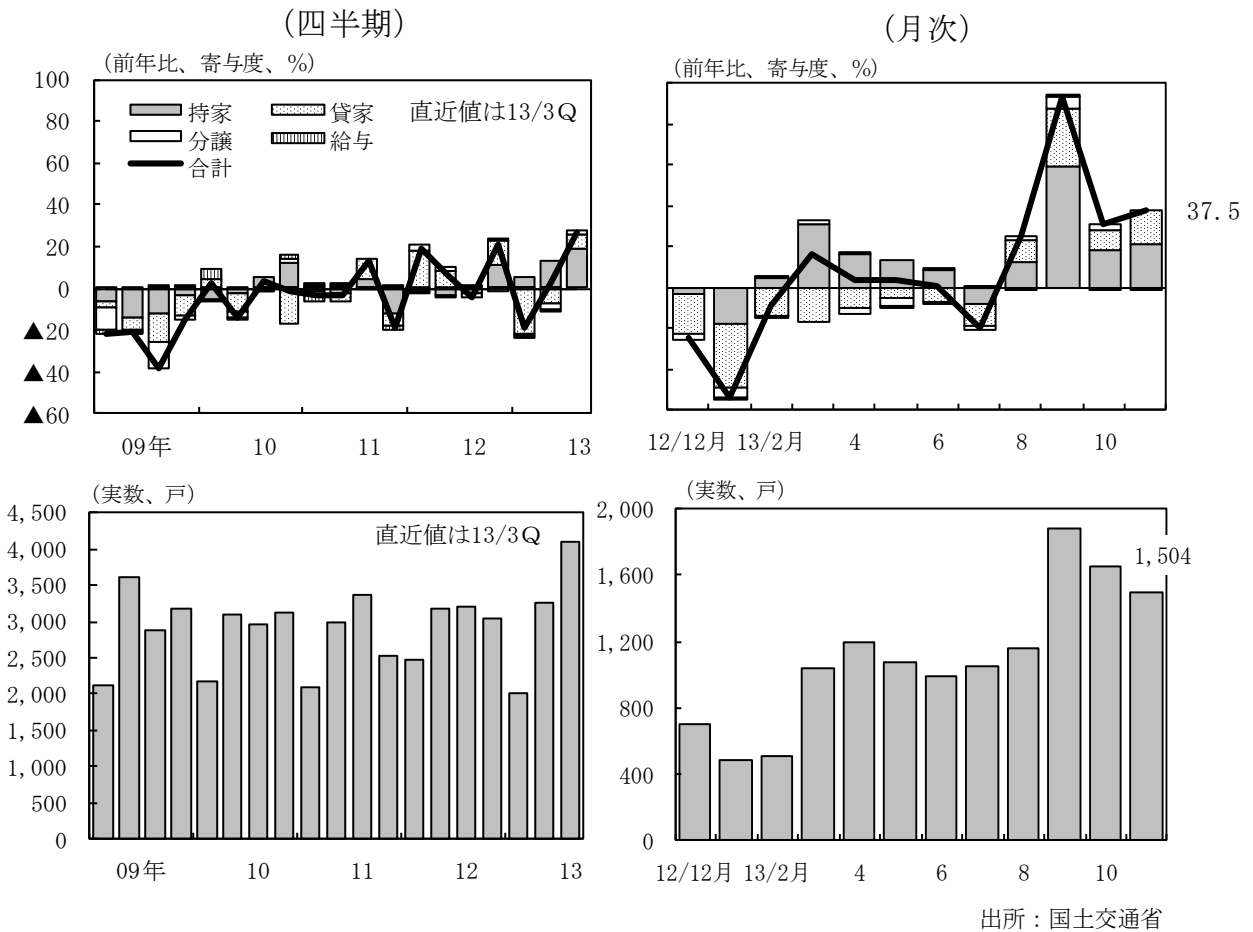 （四半期）
（前年比、寄与度、%）
100
80
60
40
20
0
▲20
▲40
▲60
持家
貸家
直近値は13/3Q
分譲
給与
合計
09年
10
11
12
13
（月次）
（前年比、寄与度、%）
37.5
12/12月
13/2月
4
6
8
10
（実数、戸）
4,500
4,000
3,500
3,000
2,500
2,000
1,500
1,000
500
0
直近値は13/3Q
09年
10
11
12
13
（実数、戸）
2,000
1,600
1,200
800
400
0
1,504
12/12月
13/2月
4
6
8
10
出所：国土交通省